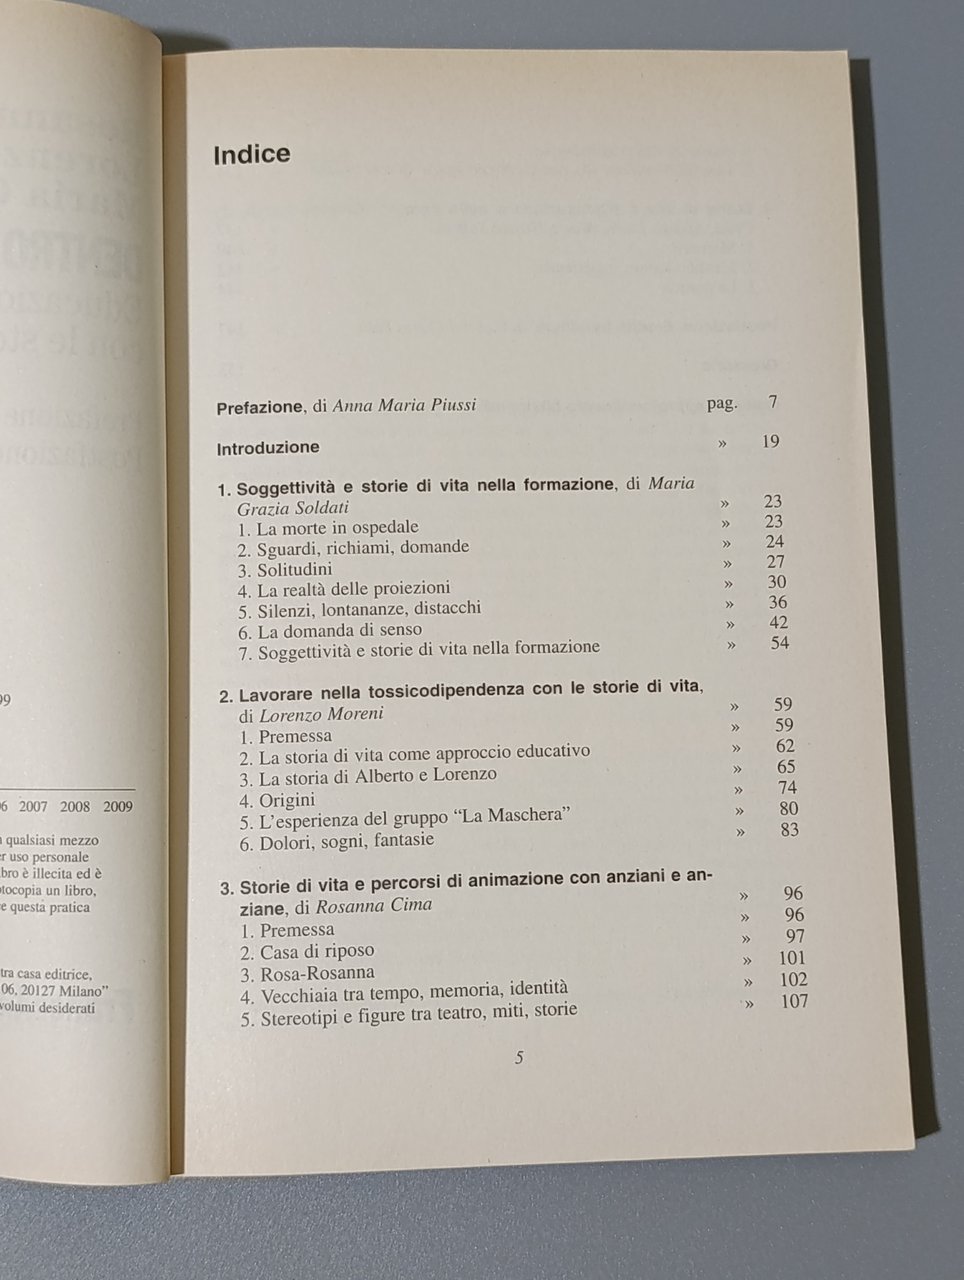 99
2007 2008 2009
qualsiasi mezzo
uso personale
è illecita ed è
un libro,
questa pratica
casa editrice,
20127 Milano”
volumi desiderati
Indice
Prefazione, di Anna Maria Piussi pag. 7
Introduzione » 19
1. Soggettività e storie di vita nella formazione, di Maria
Grazia Soldati » 23
1. La morte in ospedale » 23
2. Sguardi, richiami, domande » 24
3. Solitudini » 27
4. La realtà delle proiezioni » 30
5. Silenzi, lontananze, distacchi » 36
6. La domanda di senso » 42
7. Soggettività e storie di vita nella formazione » 54
2. Lavorare nella tossicodipendenza con le storie di vita,
di Lorenzo Moreni » 59
1. Premessa » 59
2. La storia di vita come approccio educativo » 62
3. La storia di Alberto e Lorenzo » 65
4. Origini » 74
5. L’esperienza del gruppo “La Maschera” » 80
6. Dolori, sogni, fantasie » 83
3. Storie di vita e percorsi di animazione con anziani e an-
ziane, di Rosanna Cima » 96
1. Premessa » 96
2. Casa di riposo » 97
3. Rosa-Rosanna » 101
4. Vecchiaia tra tempo, memoria, identità » 102
5. Stereotipi e figure tra teatro, miti, storie » 107
5